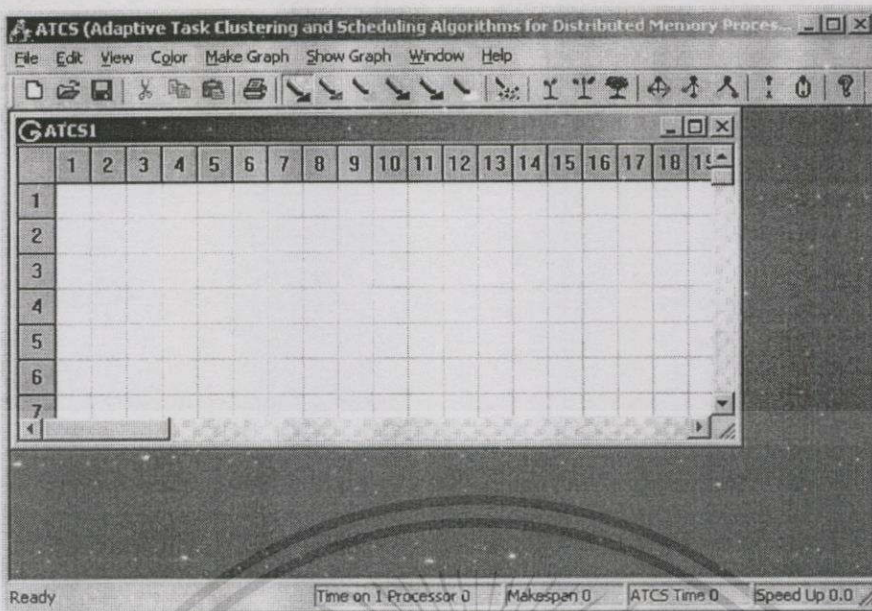 ATCS (Adaptive Task Clustering and Scheduling Algorithms for Distributed Memory Proces...
File Edit View Color Make Graph Show Graph Window Help
ATCS1
1 2 3 4 5 6 7 8 9 10 11 12 13 14 15 16 17 18 19
1
2
3
4
5
6
7
Ready Time on 1 Processor 0 Makespan 0 ATCS Time 0 Speed Up 0.0